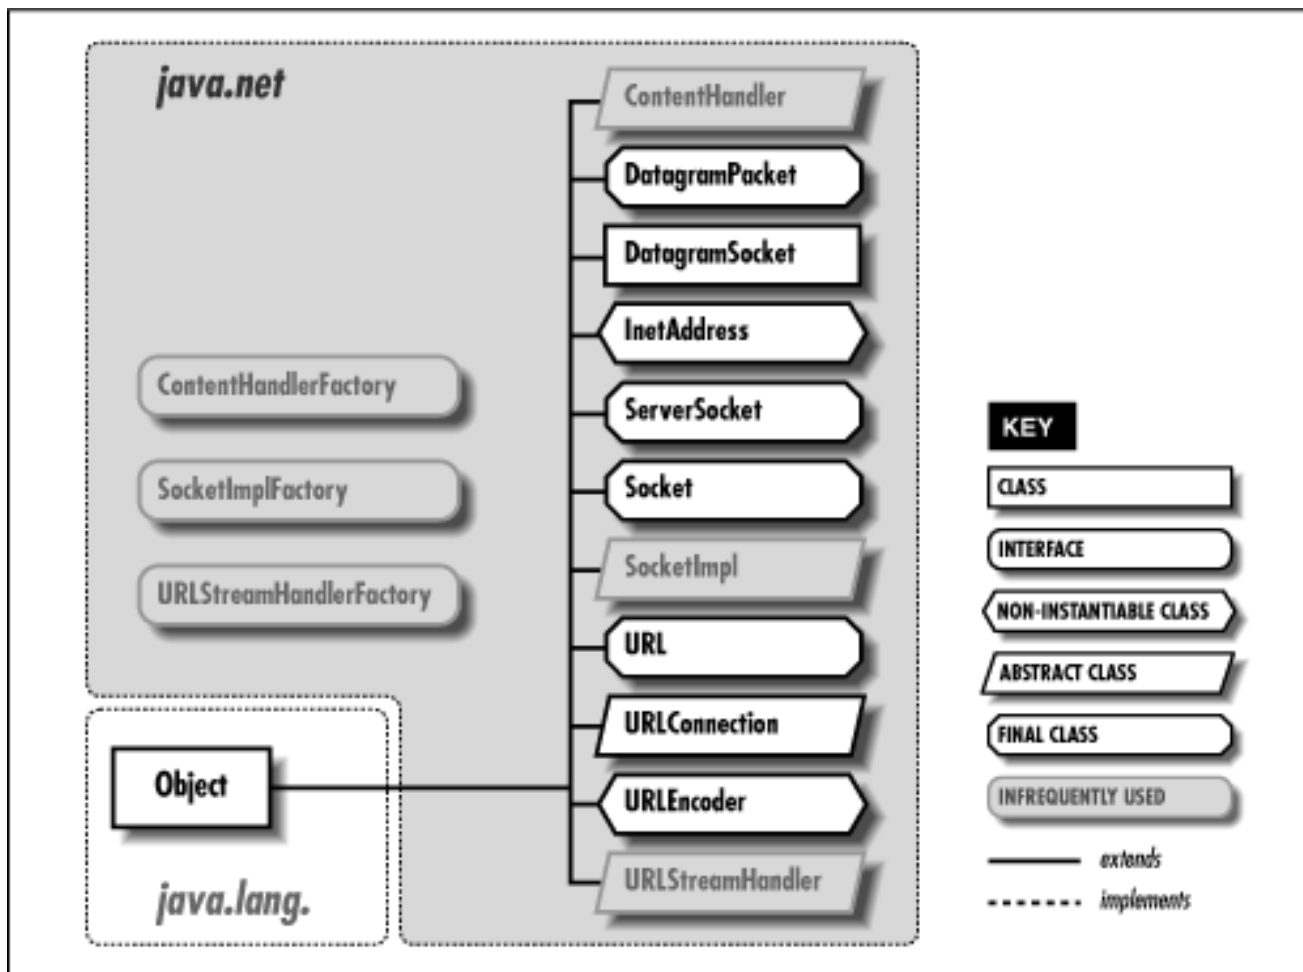 java.net
ContentHandler
DatagramPacket
DatagramSocket
InetAddress
ServerSocket
Socket
SocketImpl
URL
URLConnection
URLEncoder
URLStreamHandler
ContentHandlerFactory
SocketImplFactory
URLStreamHandlerFactory
Object
java.lang.
KEY
CLASS
INTERFACE
NON-INSTANTIABLE CLASS
ABSTRACT CLASS
FINAL CLASS
INFREQUENTLY USED
extends
implements